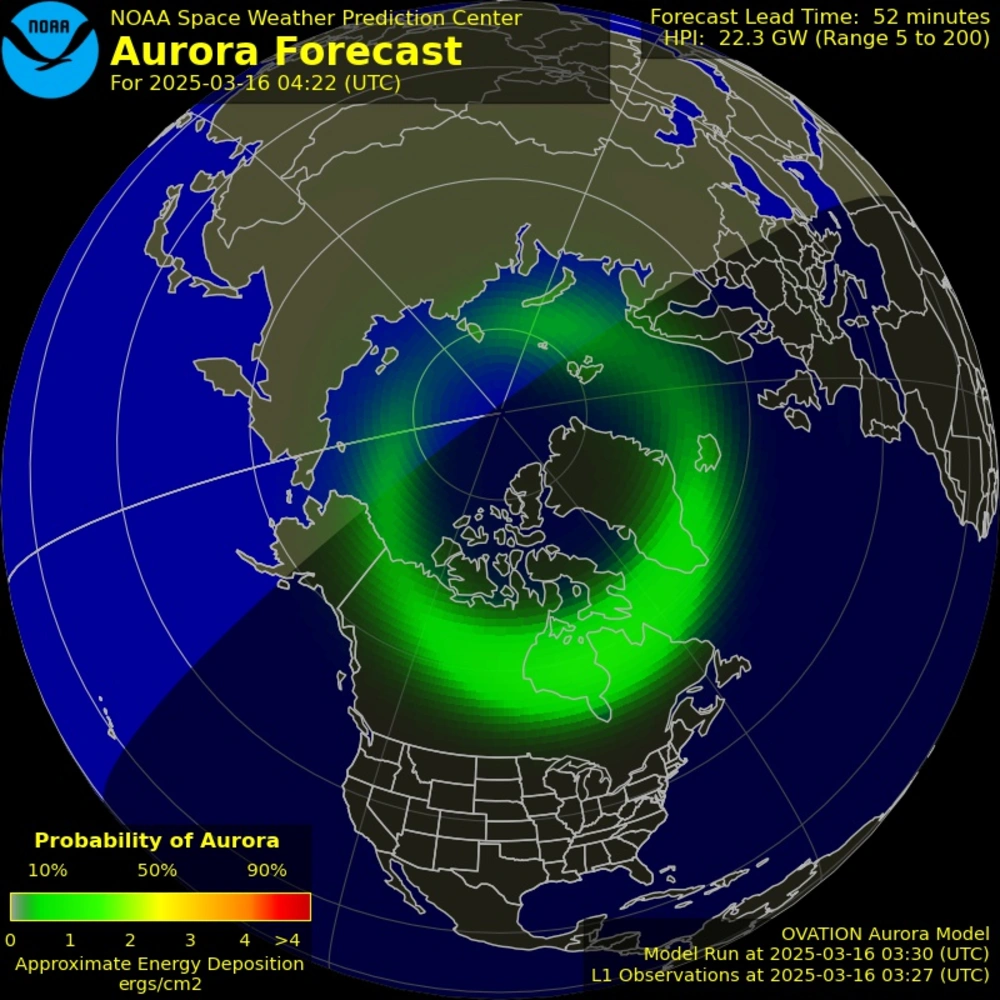 NOAA
NOAA Space Weather Prediction Center
Aurora Forecast
For 2025-03-16 04:22 (UTC)
Forecast Lead Time: 52 minutes
HPI: 22.3 GW (Range 5 to 200)
Probability of Aurora
10% 50% 90%
0 1 2 3 4 >4
Approximate Energy Deposition
ergs/cm2
OVATION Aurora Model
Model Run at 2025-03-16 03:30 (UTC)
L1 Observations at 2025-03-16 03:27 (UTC)